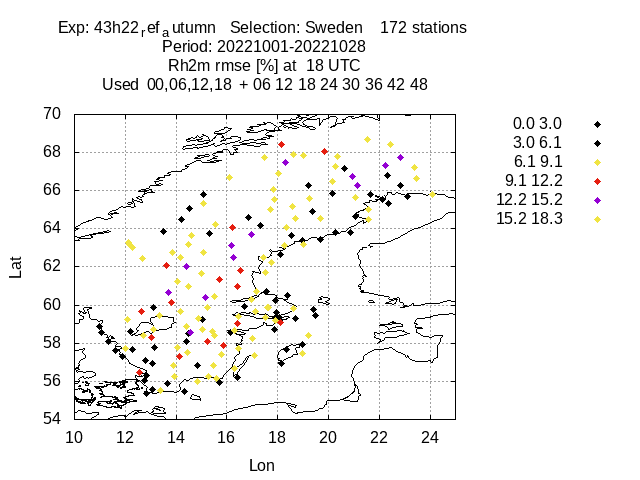 Exp: 43h22refautumn   Selection: Sweden    172 stations
Period: 20221001-20221028
Rh2m rmse [%] at  18 UTC
Used  00,06,12,18  + 06 12 18 24 30 36 42 48
70
68
66
64
62
60
58
56
54
10 12 14 16 18 20 22 24
Lat
Lon
0.0 3.0
3.0 6.1
6.1 9.1
9.1 12.2
12.2 15.2
15.2 18.3